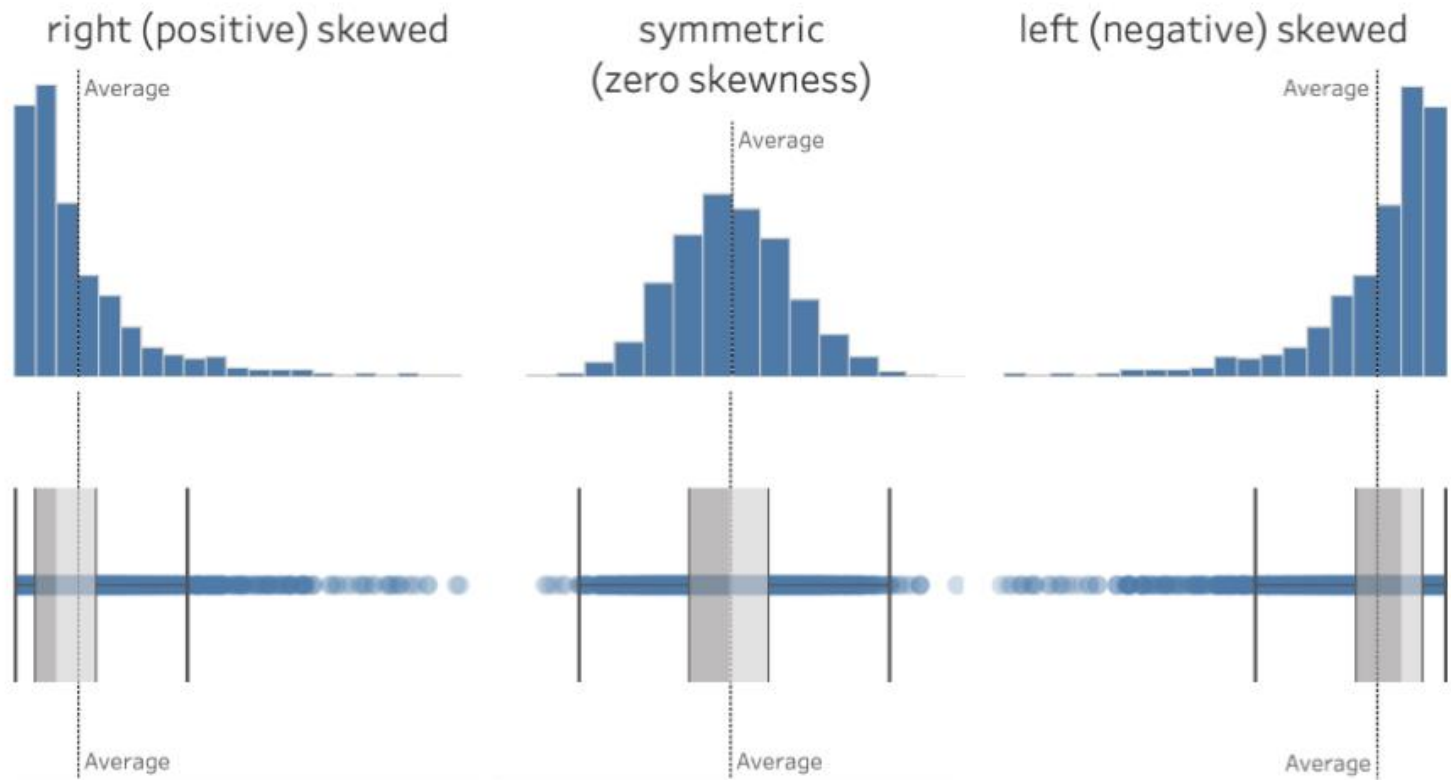 right (positive) skewed
symmetric
(zero skewness)
left (negative) skewed
Average
Average
Average
Average
Average
Average